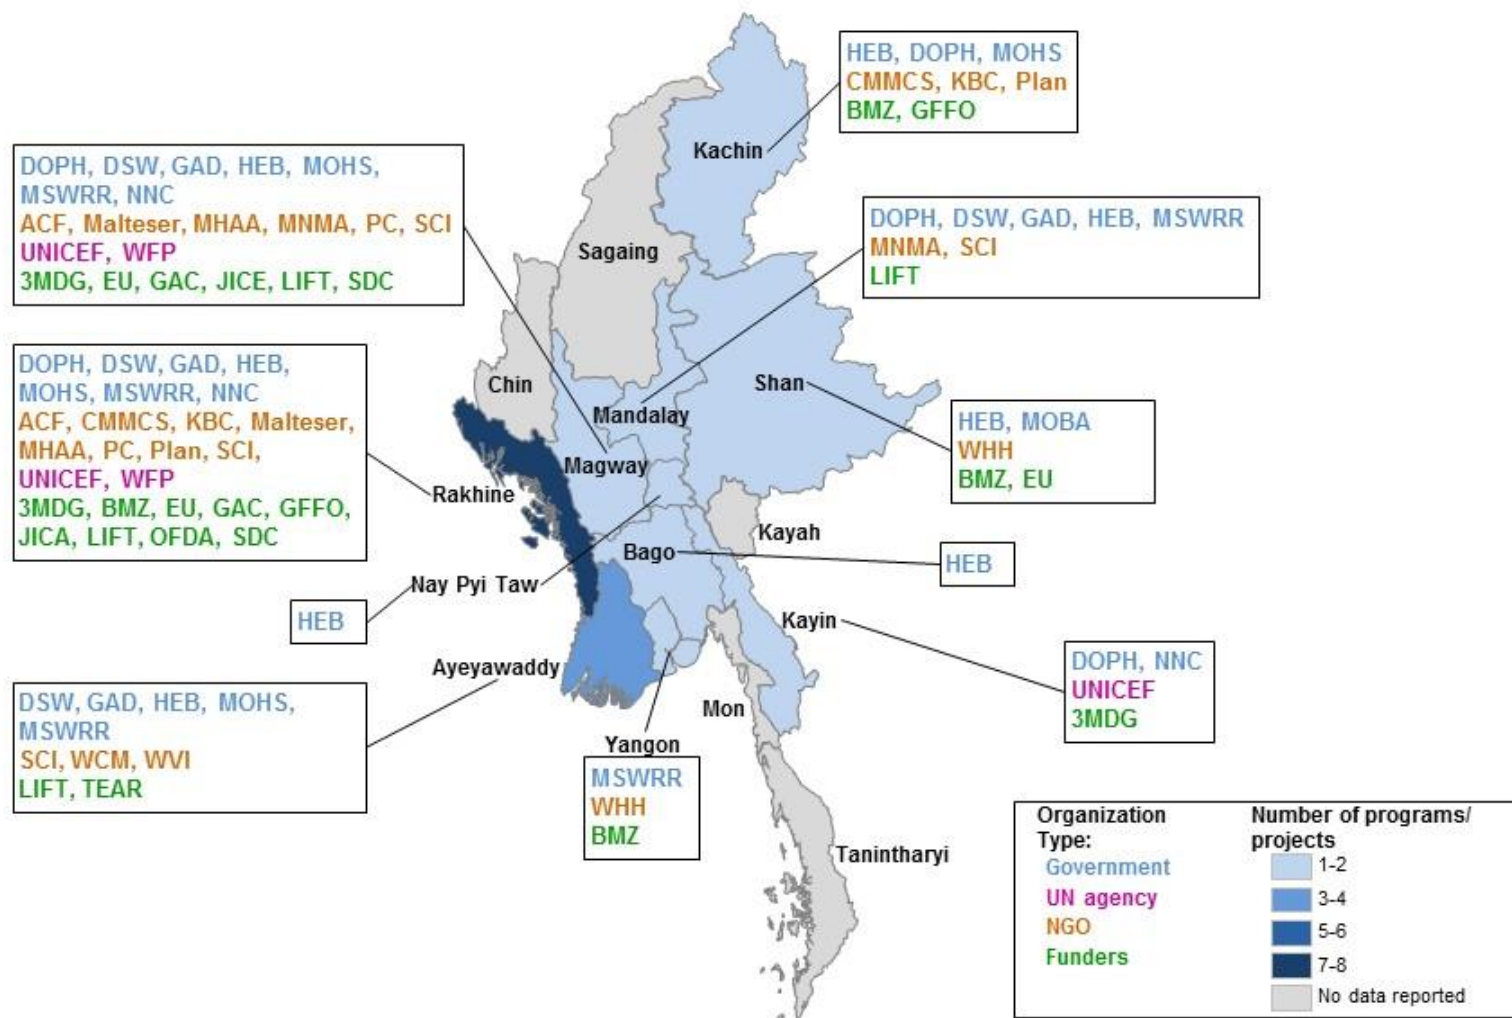 HEB, DOPH, MOHS
CMMCS, KBC, Plan
BMZ, GFFO
Kachin
DOPH, DSW, GAD, HEB, MOHS,
MSWRR, NNC
ACF, Malteser, MHAA, MNMA, PC, SCI
UNICEF, WFP
3MDG, EU, GAC, JICE, LIFT, SDC
DOPH, DSW, GAD, HEB, MSWRR
MNMA, SCI
LIFT
Sagaing
DOPH, DSW, GAD, HEB,
MOHS, MSWRR, NNC
ACF, CMMCS, KBC, Malteser,
MHAA, PC, Plan, SCI,
UNICEF, WFP
3MDG, BMZ, EU, GAC, GFFO,
JICA, LIFT, OFDA, SDC
Chin
Shan
Mandalay
HEB, MOBA
WHH
BMZ, EU
Magway
Rakhine
Kayah
Bago
HEB
Nay Pyi Taw
HEB
Kayin
Ayeyawaddy
DOPH, NNC
UNICEF
3MDG
DSW, GAD, HEB, MOHS,
MSWRR
SCI, WCM, WVI
LIFT, TEAR
Mon
Yangon
MSWRR
WHH
BMZ
Tanintharyi
Organization
Type:
Government
UN agency
NGO
Funders
Number of programs/
projects
1-2
3-4
5-6
7-8
No data reported